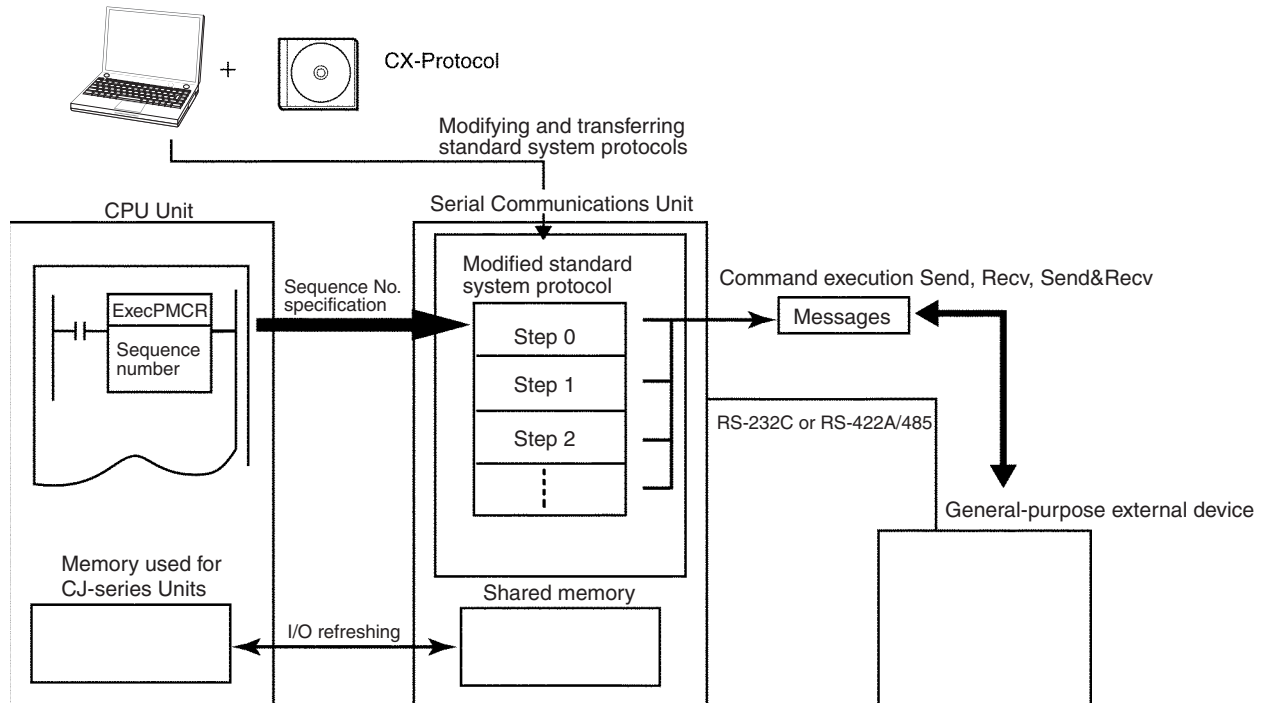 +
CX-Protocol
Modifying and transferring
standard system protocols
CPU Unit
Serial Communications Unit
ExecPMCR
Sequence
number
Sequence No.
specification
Modified standard
system protocol
Step 0
Step 1
Step 2
Command execution Send, Recv, Send&Recv
Messages
RS-232C or RS-422A/485
General-purpose external device
Memory used for
CJ-series Units
I/O refreshing
Shared memory